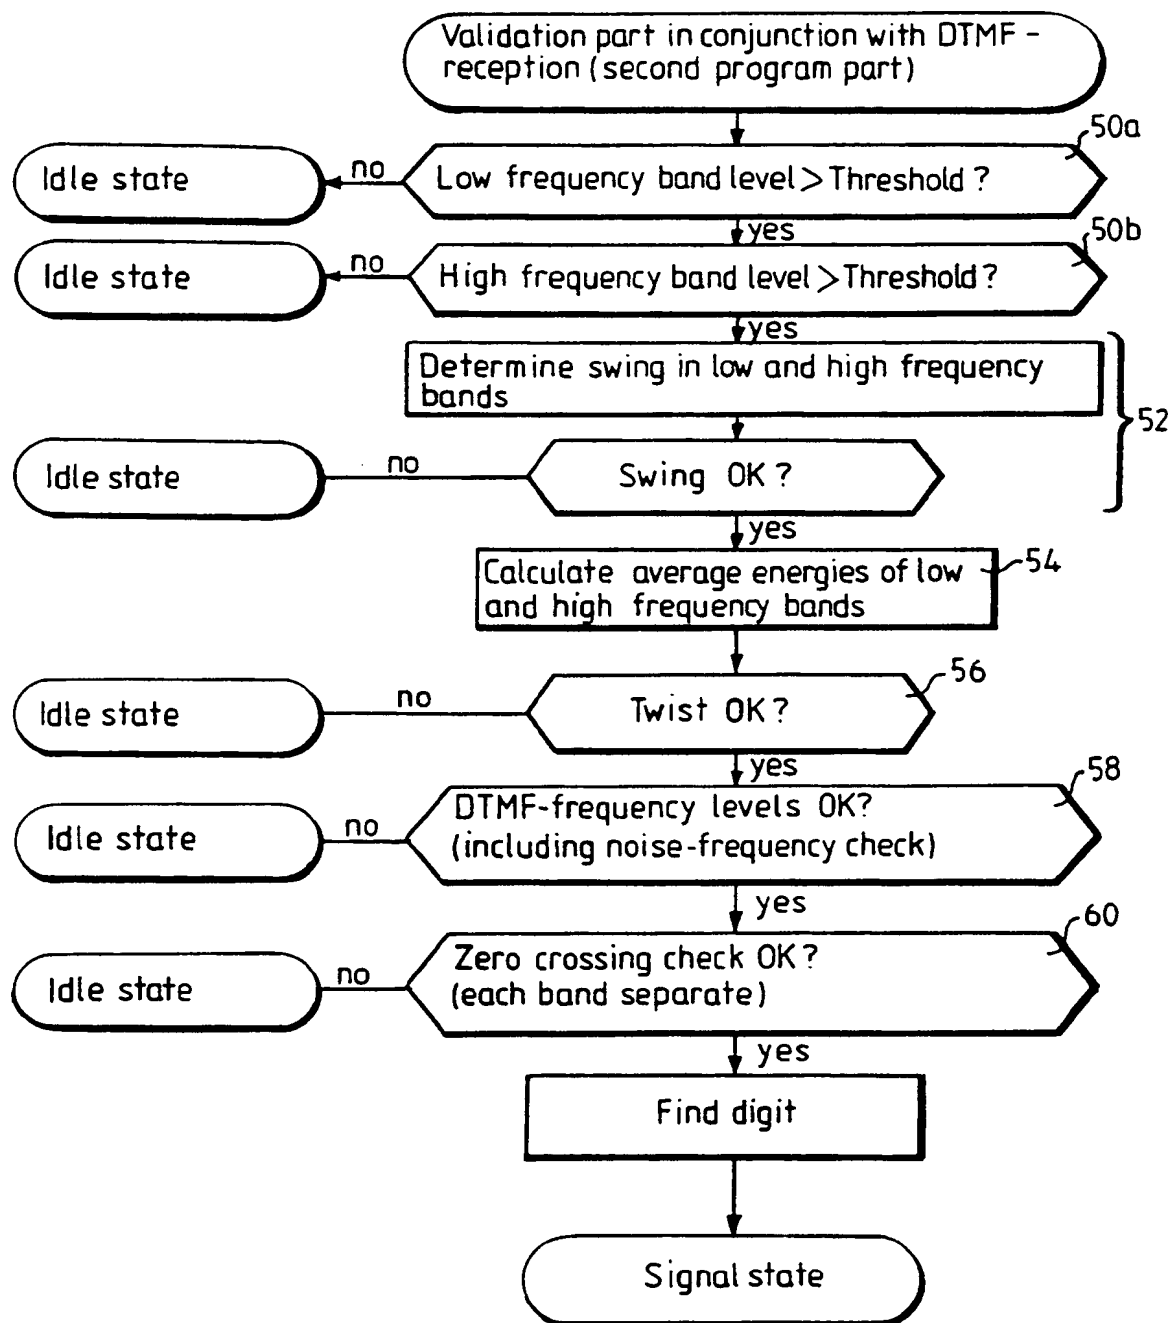 Validation part in conjunction with DTMF-
reception (second program part)
50a
Idle state
no
Low frequency band level > Threshold?
yes
50b
Idle state
no
High frequency band level > Threshold?
yes
Determine swing in low and high frequency
bands
52
Idle state
no
Swing OK?
yes
54
Calculate average energies of low
and high frequency bands
56
Idle state
no
Twist OK?
yes
58
Idle state
no
DTMF-frequency levels OK?
(including noise-frequency check)
yes
60
Idle state
no
Zero crossing check OK?
(each band separate)
yes
Find digit
Signal state